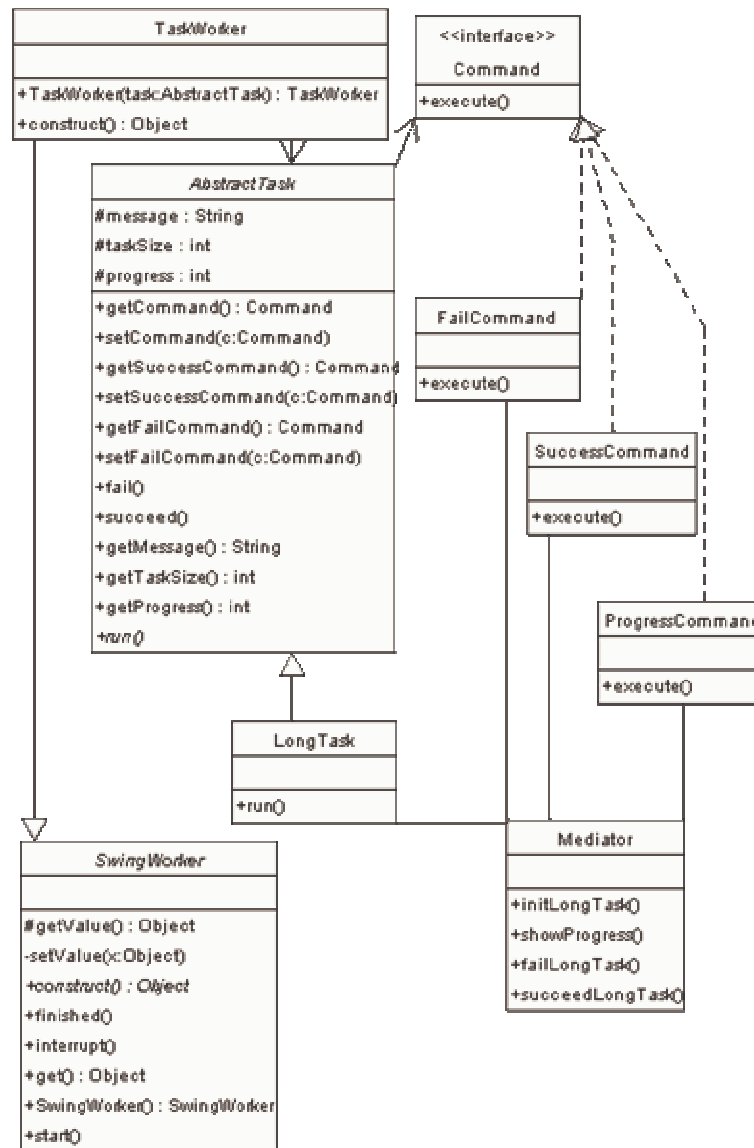 TaskWorker
+TaskWorker(task:AbstractTask) : TaskWorker
+construct() : Object
<<interface>>
Command
+execute()
AbstractTask
#message : String
#taskSize : int
#progress : int
+getCommand() : Command
+setCommand(c:Command)
+getSuccessCommand() : Command
+setSuccessCommand(c:Command)
+getFailCommand() : Command
+setFailCommand(c:Command)
+fail()
+succeed()
+getMessage() : String
+getTaskSize() : int
+getProgress() : int
+run()
FailCommand
+execute()
SuccessCommand
+execute()
ProgressCommand
+execute()
LongTask
+run()
Mediator
+initLongTask()
+showProgress()
+failLongTask()
+succeedLongTask()
SwingWorker
#getValue() : Object
-setValue(x:Object)
+construct() : Object
+finished()
+interrupt()
+get() : Object
+SwingWorker() : SwingWorker
+start()